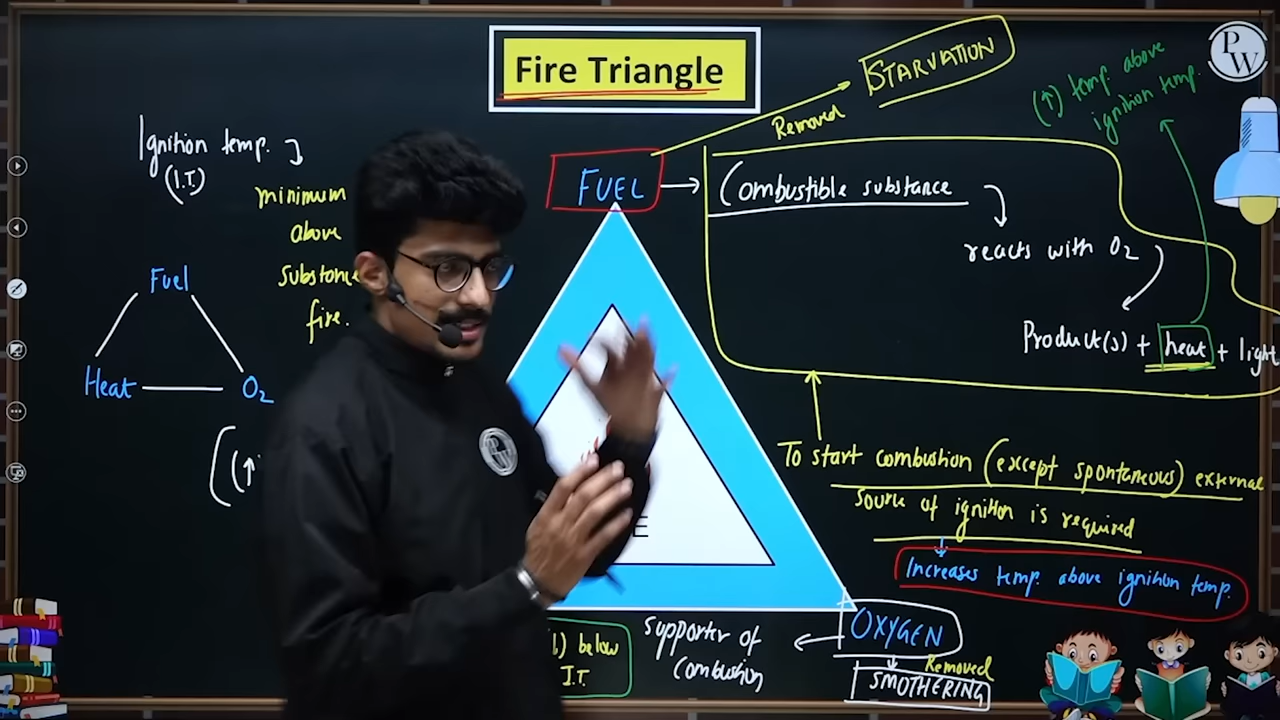 Fire Triangle
PW
Ignition temp.
(I.T.)
minimum
above
substance
fire.
Fuel
Heat
O2
((↑
FUEL
Removed
STARVATION
(↑) temp. above
ignition temp.
Combustible substance
reacts with O2
Product(s) + heat + light
To start combustion (except spontaneous) external
source of ignition is required
Increases temp. above ignition temp.
PW
E
OXYGEN
supporter of
combustion
Removed
SMOTHERING
) below
I.T.